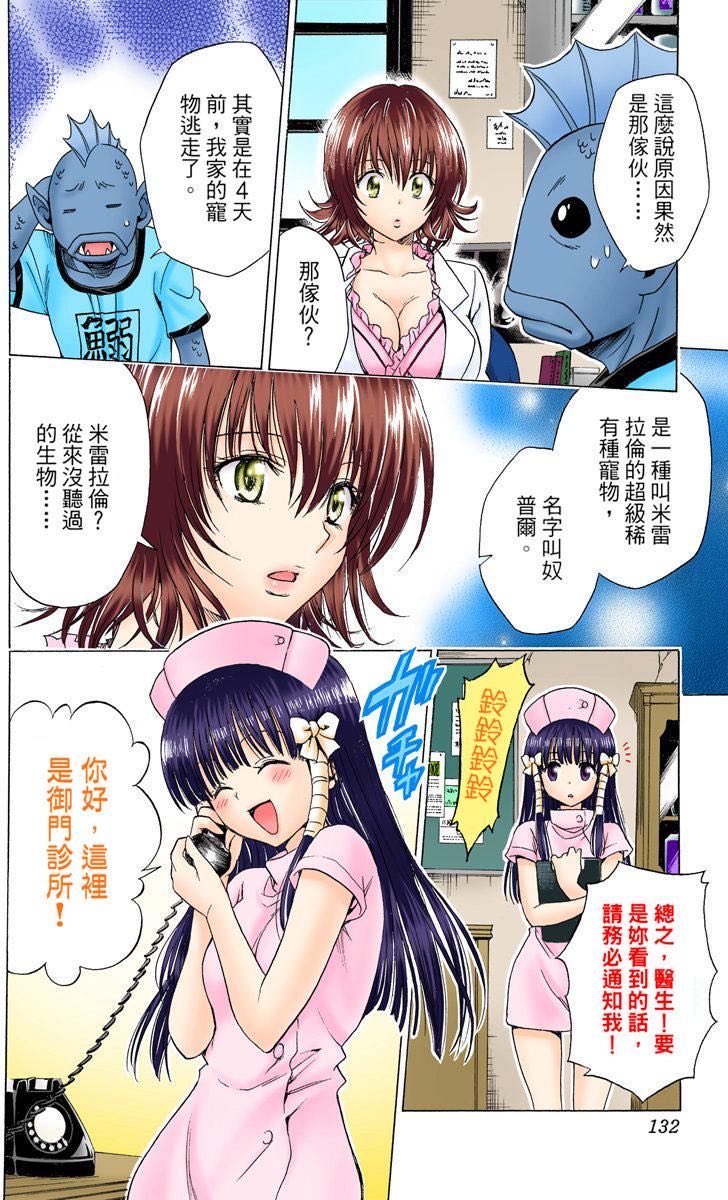 這麼說原因果然
是那傢伙……
那傢伙？
其實是在4天
前，我家的寵
物逃走了。
鰯
是一種叫米雷
拉倫的超級稀
有種寵物，
名字叫奴
普爾。
米雷拉倫？
從來沒聽過
的生物……
鈴鈴鈴鈴
總之，醫生！要
是妳看到的話，
請務必通知我！
ガチャ
你好，這裡
是御門診所！
132